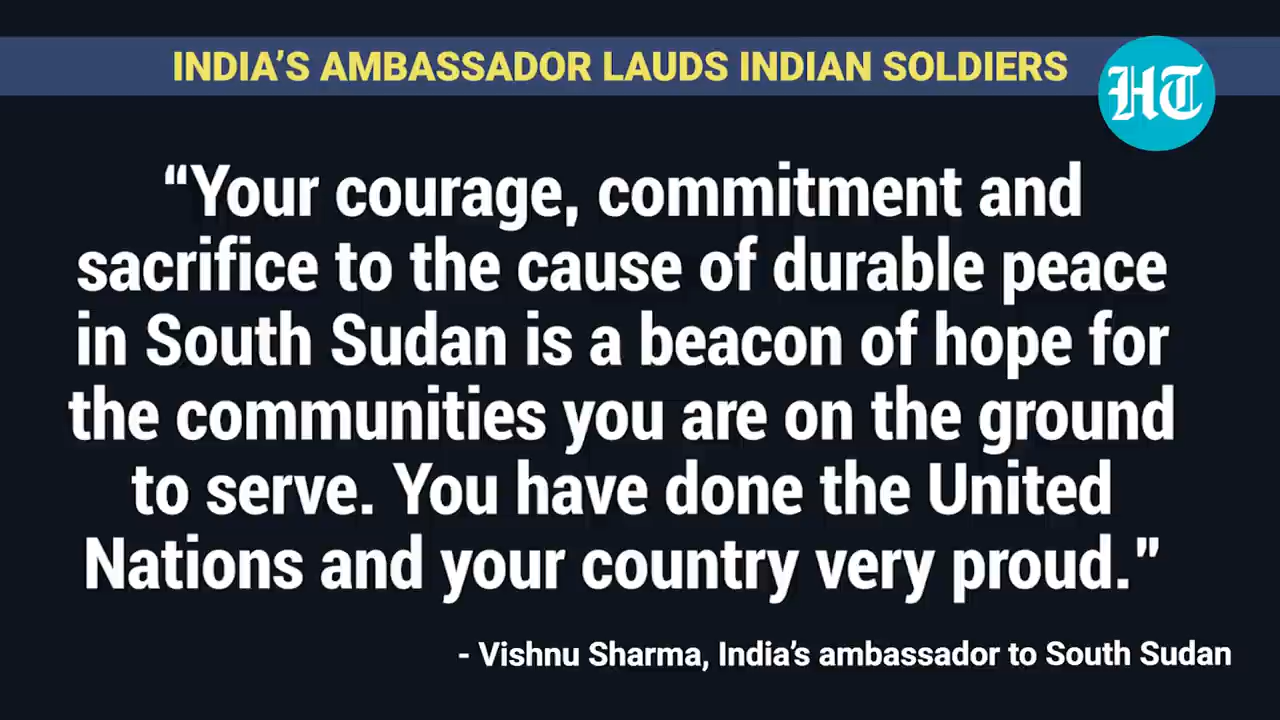 INDIA'S AMBASSADOR LAUDS INDIAN SOLDIERS
HT
“Your courage, commitment and
sacrifice to the cause of durable peace
in South Sudan is a beacon of hope for
the communities you are on the ground
to serve. You have done the United
Nations and your country very proud."
- Vishnu Sharma, India's ambassador to South Sudan